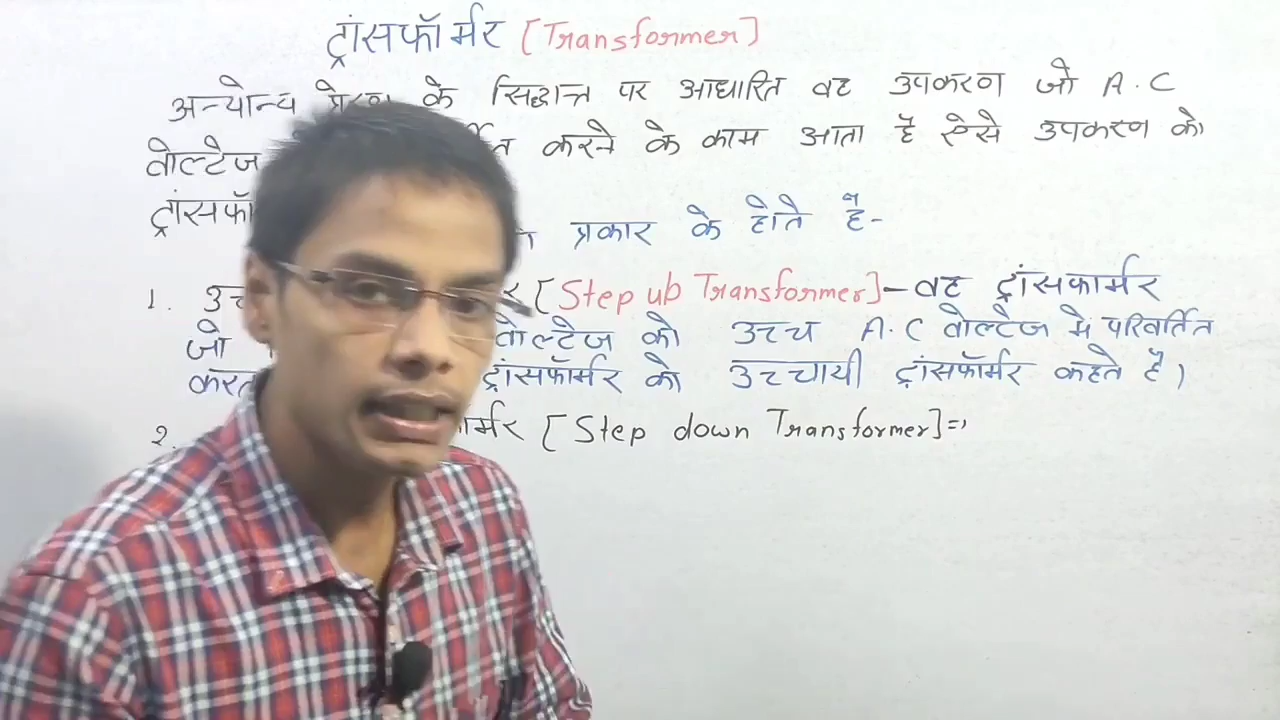 ट्रांसफॉर्मर [Transformer]
अन्योन्य के सिद्धान्त पर आधारित वह उपकरण जो A.C
वोल्टेज करने के काम आता है ऐसे उपकरण को
प्रकार के होते है-
1. [Step ub Transformer]-वह ट्रांसफार्मर
जो वोल्टेज को उच्च A.C वोल्टेज मे परिवर्तित
ट्रांसफॉर्मर को उच्चायी ट्रांसफॉर्मर कहते है।
2. [Step down Transformer]=>